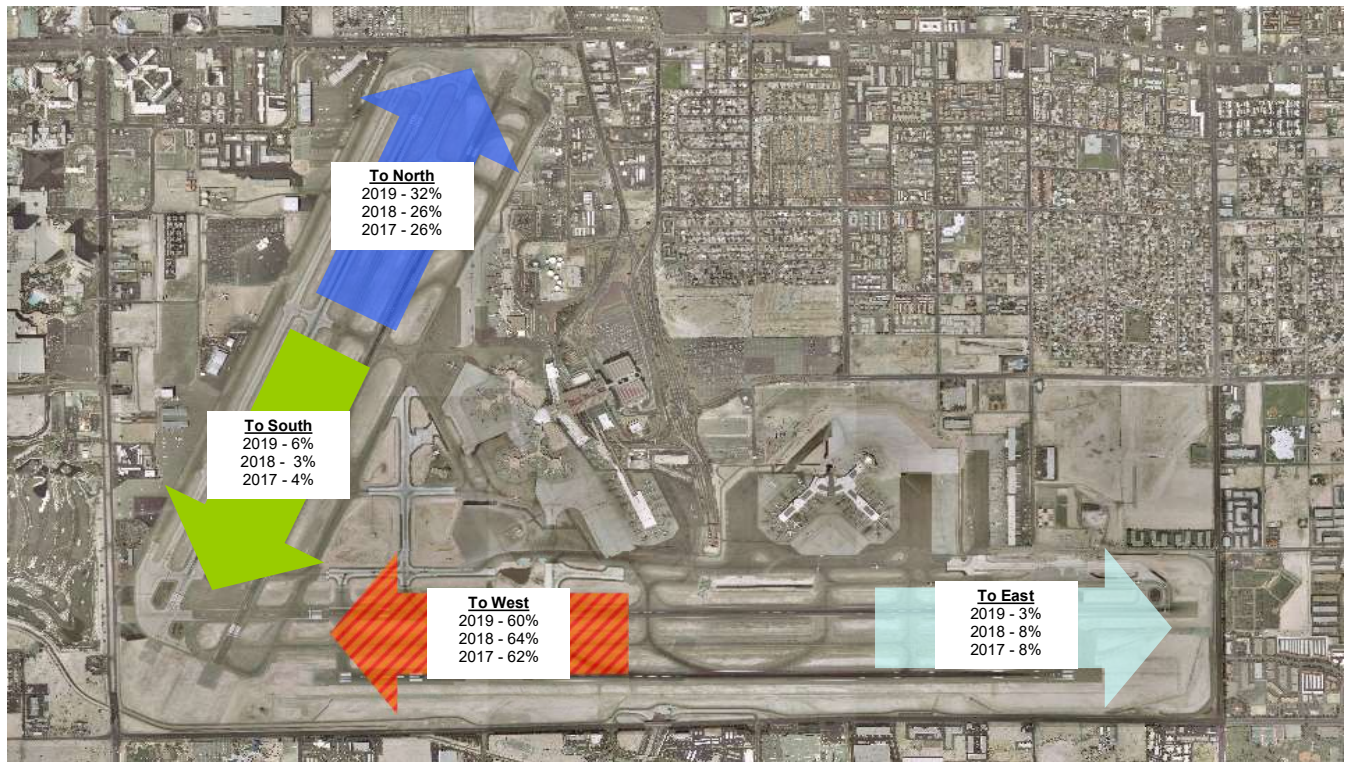 To North
2019 - 32%
2018 - 26%
2017 - 26%
To South
2019 - 6%
2018 - 3%
2017 - 4%
To West
2019 - 60%
2018 - 64%
2017 - 62%
To East
2019 - 3%
2018 - 8%
2017 - 8%